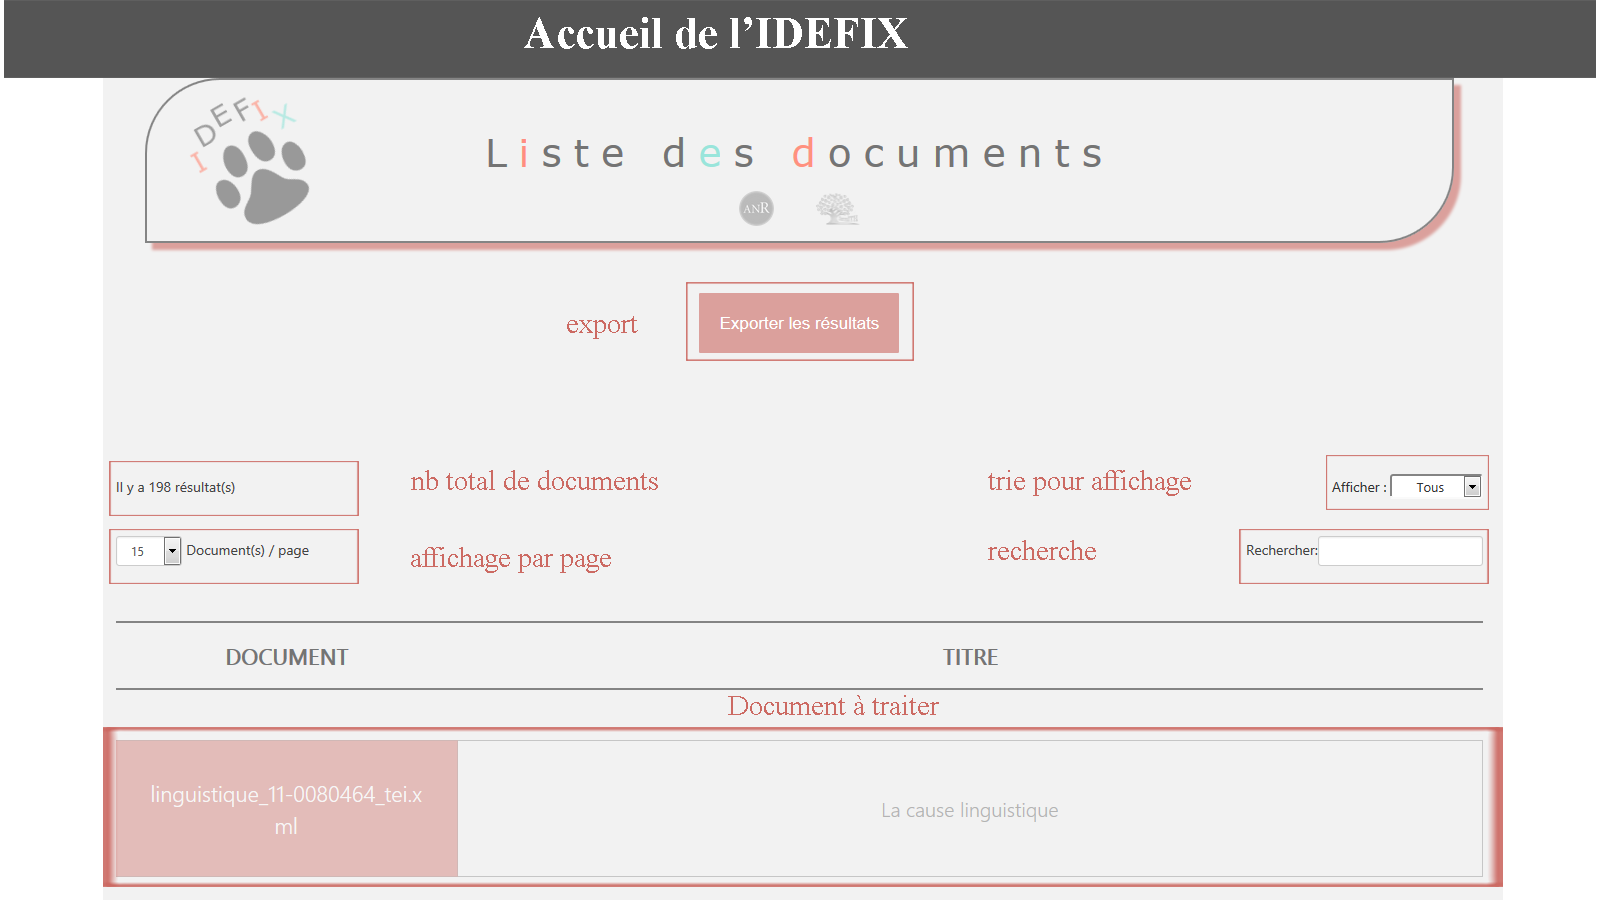 Accueil de l’IDEFIX
IDEFIX
Liste des documents
ANR
export
Exporter les résultats
Il y a 198 résultat(s)
nb total de documents
trie pour affichage
Afficher : Tous
15 Document(s) / page
affichage par page
recherche
Rechercher:
DOCUMENT
TITRE
Document à traiter
linguistique_11-0080464_tei.x
ml
La cause linguistique